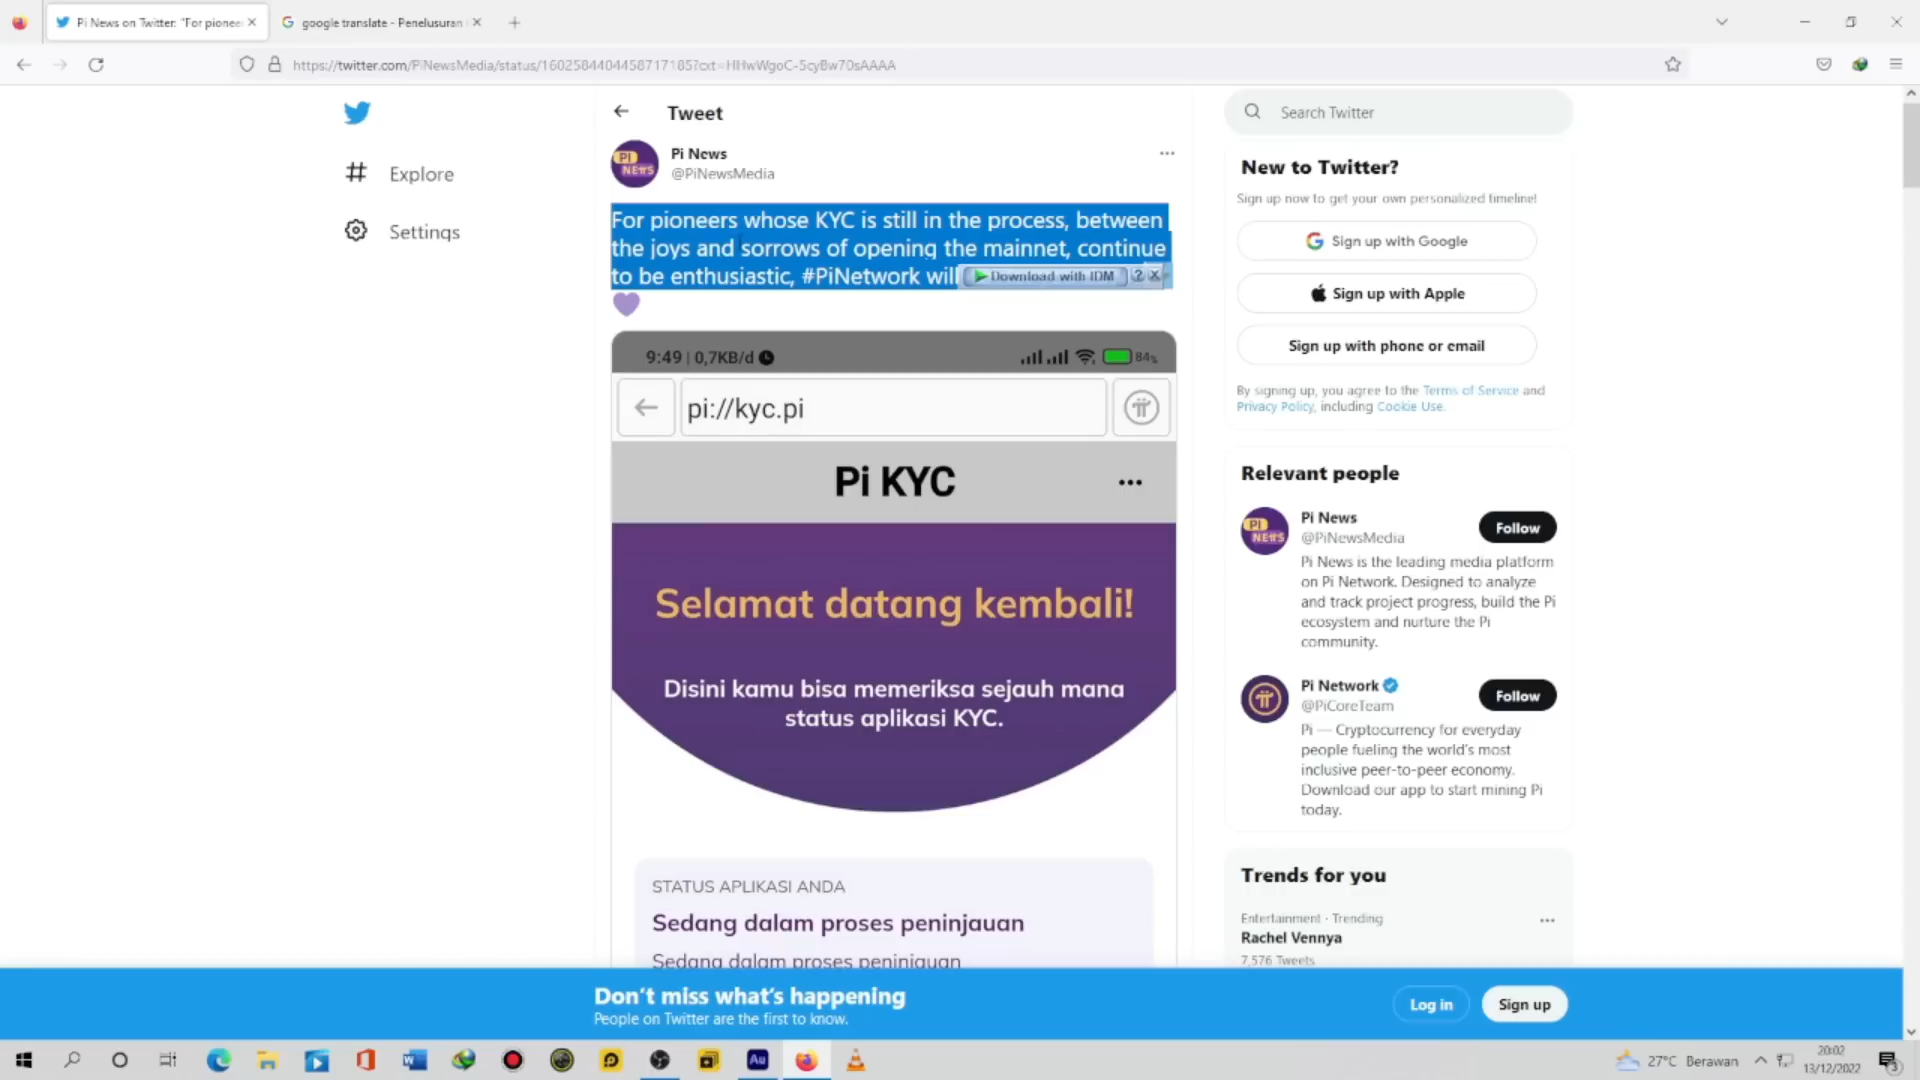 Pi News on Twitter: "For pioneer
google translate - Penelusuran
https://twitter.com/PiNewsMedia/status/1602584404458717185?cxt=HHwWgoC-5cyBw70sAAAA
Explore
Settings
Tweet
Pi News
@PiNewsMedia
For pioneers whose KYC is still in the process, between
the joys and sorrows of opening the mainnet, continue
to be enthusiastic, #PiNetwork will
Download with IDM ? X
9:49 | 0,7KB/d
84%
pi://kyc.pi
Pi KYC
Selamat datang kembali!
Disini kamu bisa memeriksa sejauh mana
status aplikasi KYC.
STATUS APLIKASI ANDA
Sedang dalam proses peninjauan
Sedang dalam proses peninjauan
Search Twitter
New to Twitter?
Sign up now to get your own personalized timeline!
Sign up with Google
Sign up with Apple
Sign up with phone or email
By signing up, you agree to the Terms of Service and
Privacy Policy, including Cookie Use.
Relevant people
PI NEWS
Pi News
@PiNewsMedia
Follow
Pi News is the leading media platform
on Pi Network. Designed to analyze
and track project progress, build the Pi
ecosystem and nurture the Pi
community.
Pi Network
@PiCoreTeam
Follow
Pi — Cryptocurrency for everyday
people fueling the world's most
inclusive peer-to-peer economy.
Download our app to start mining Pi
today.
Trends for you
Entertainment · Trending
Rachel Vennya
7,576 Tweets
Don't miss what's happening
People on Twitter are the first to know.
Log in
Sign up
Au
27°C Berawan
20:02
13/12/2022
3